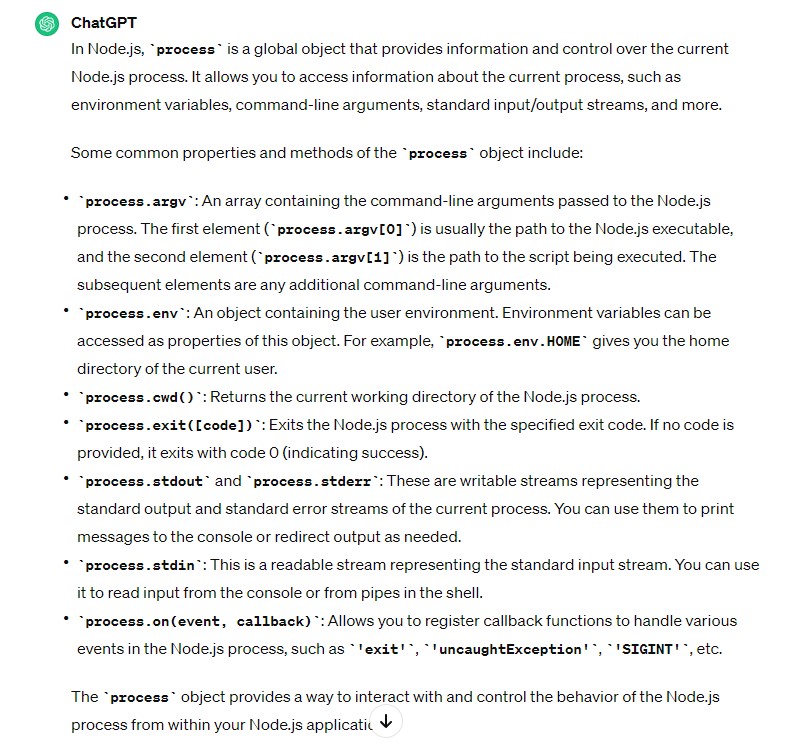 ChatGPT
In Node.js, `process` is a global object that provides information and control over the current
Node.js process. It allows you to access information about the current process, such as
environment variables, command-line arguments, standard input/output streams, and more.
Some common properties and methods of the `process` object include:
• `process.argv`: An array containing the command-line arguments passed to the Node.js
process. The first element (`process.argv[0]`) is usually the path to the Node.js executable,
and the second element (`process.argv[1]`) is the path to the script being executed. The
subsequent elements are any additional command-line arguments.
• `process.env`: An object containing the user environment. Environment variables can be
accessed as properties of this object. For example, `process.env.HOME` gives you the home
directory of the current user.
• `process.cwd()`: Returns the current working directory of the Node.js process.
• `process.exit([code])`: Exits the Node.js process with the specified exit code. If no code is
provided, it exits with code 0 (indicating success).
• `process.stdout` and `process.stderr`: These are writable streams representing the
standard output and standard error streams of the current process. You can use them to print
messages to the console or redirect output as needed.
• `process.stdin`: This is a readable stream representing the standard input stream. You can use
it to read input from the console or from pipes in the shell.
• `process.on(event, callback)`: Allows you to register callback functions to handle various
events in the Node.js process, such as `'exit'`, `'uncaughtException'`, `'SIGINT'`, etc.
The `process` object provides a way to interact with and control the behavior of the Node.js
process from within your Node.js